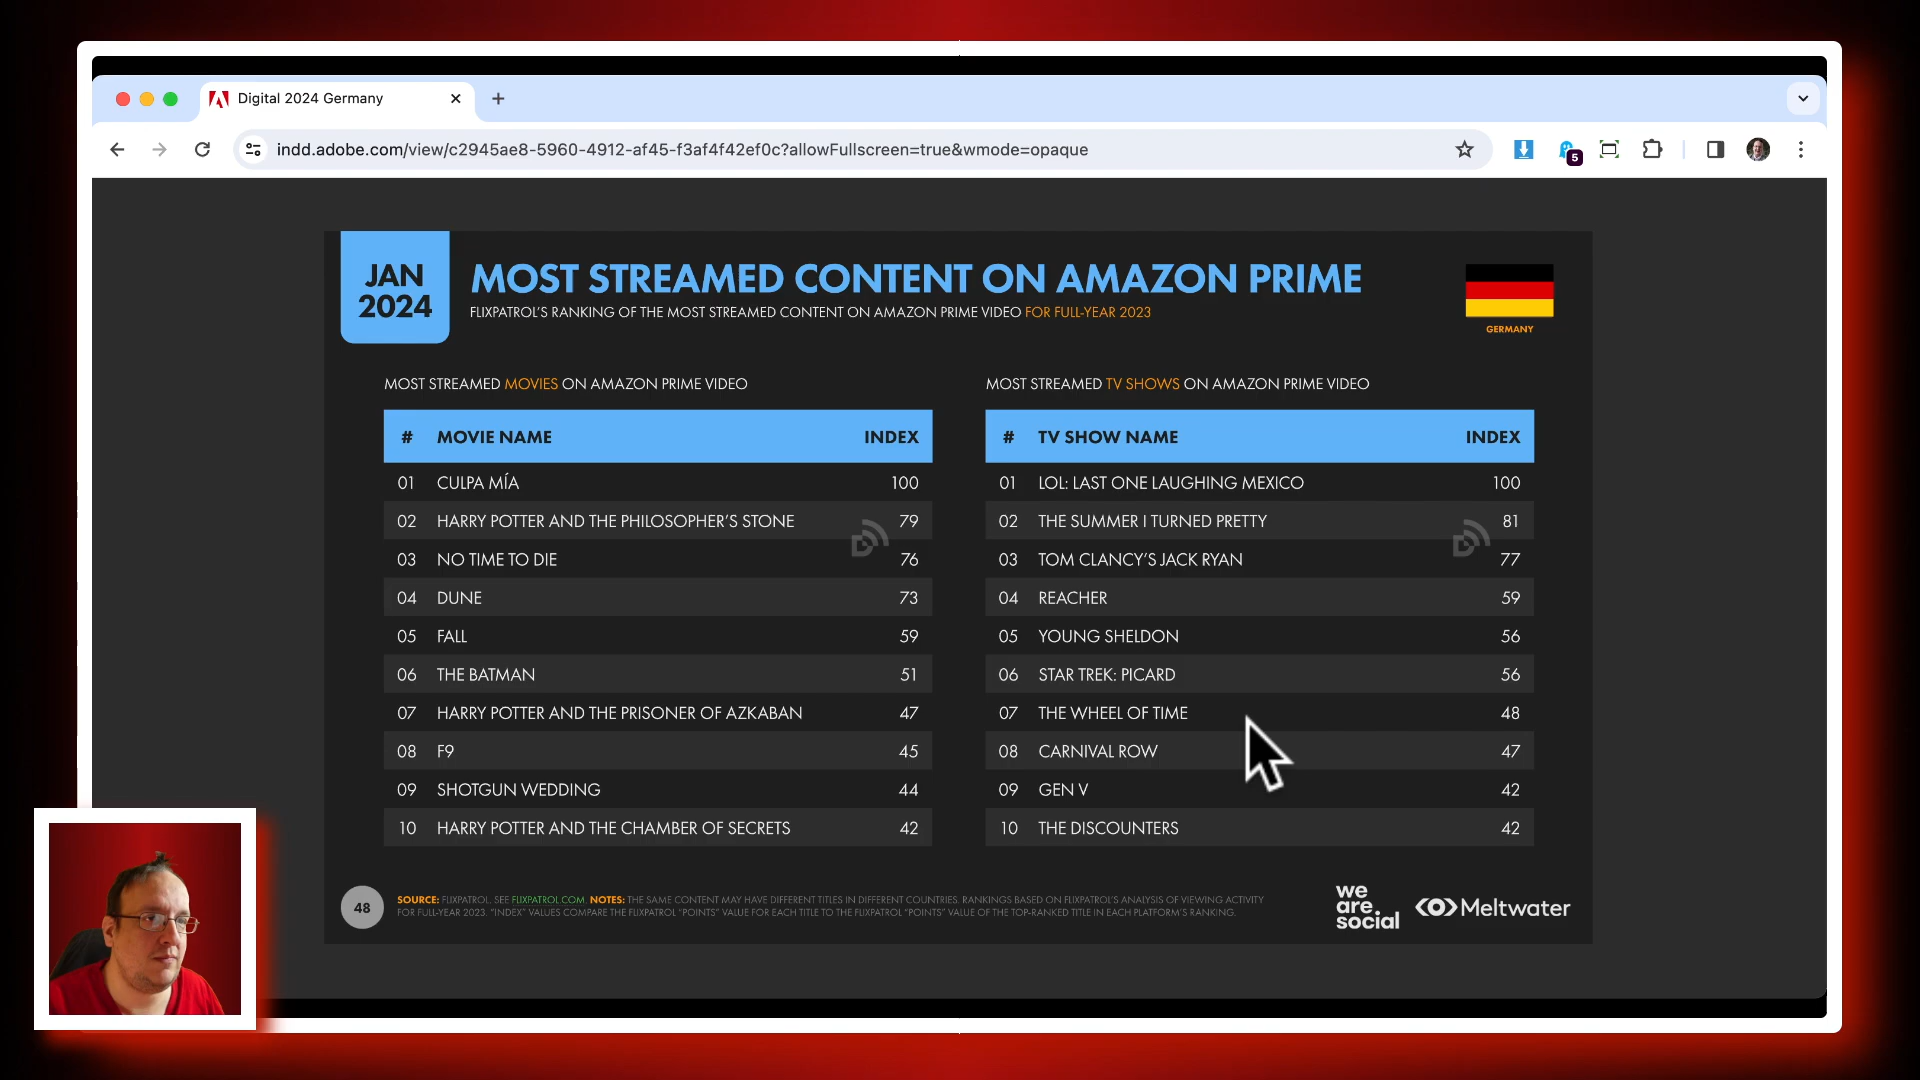 Digital 2024 Germany
indd.adobe.com/view/c2945ae8-5960-4912-af45-f3af4f42ef0c?allowFullscreen=true&wmode=opaque
5
JAN
2024
MOST STREAMED CONTENT ON AMAZON PRIME
FLIXPATROL'S RANKING OF THE MOST STREAMED CONTENT ON AMAZON PRIME VIDEO FOR FULL-YEAR 2023
GERMANY
MOST STREAMED MOVIES ON AMAZON PRIME VIDEO
# MOVIE NAME INDEX
01 CULPA MÍA 100
02 HARRY POTTER AND THE PHILOSOPHER'S STONE 79
03 NO TIME TO DIE 76
04 DUNE 73
05 FALL 59
06 THE BATMAN 51
07 HARRY POTTER AND THE PRISONER OF AZKABAN 47
08 F9 45
09 SHOTGUN WEDDING 44
10 HARRY POTTER AND THE CHAMBER OF SECRETS 42
MOST STREAMED TV SHOWS ON AMAZON PRIME VIDEO
# TV SHOW NAME INDEX
01 LOL: LAST ONE LAUGHING MEXICO 100
02 THE SUMMER I TURNED PRETTY 81
03 TOM CLANCY'S JACK RYAN 77
04 REACHER 59
05 YOUNG SHELDON 56
06 STAR TREK: PICARD 56
07 THE WHEEL OF TIME 48
08 CARNIVAL ROW 47
09 GEN V 42
10 THE DISCOUNTERS 42
48
SOURCE: FLIXPATROL. SEE FLIXPATROL.COM. NOTES: THE SAME CONTENT MAY HAVE DIFFERENT TITLES IN DIFFERENT COUNTRIES. RANKINGS BASED ON FLIXPATROL'S ANALYSIS OF VIEWING ACTIVITY
FOR FULL-YEAR 2023. "INDEX" VALUES COMPARE THE FLIXPATROL "POINTS" VALUE FOR EACH TITLE TO THE FLIXPATROL "POINTS" VALUE OF THE TOP-RANKED TITLE IN EACH PLATFORM'S RANKING.
we
are
social
Meltwater